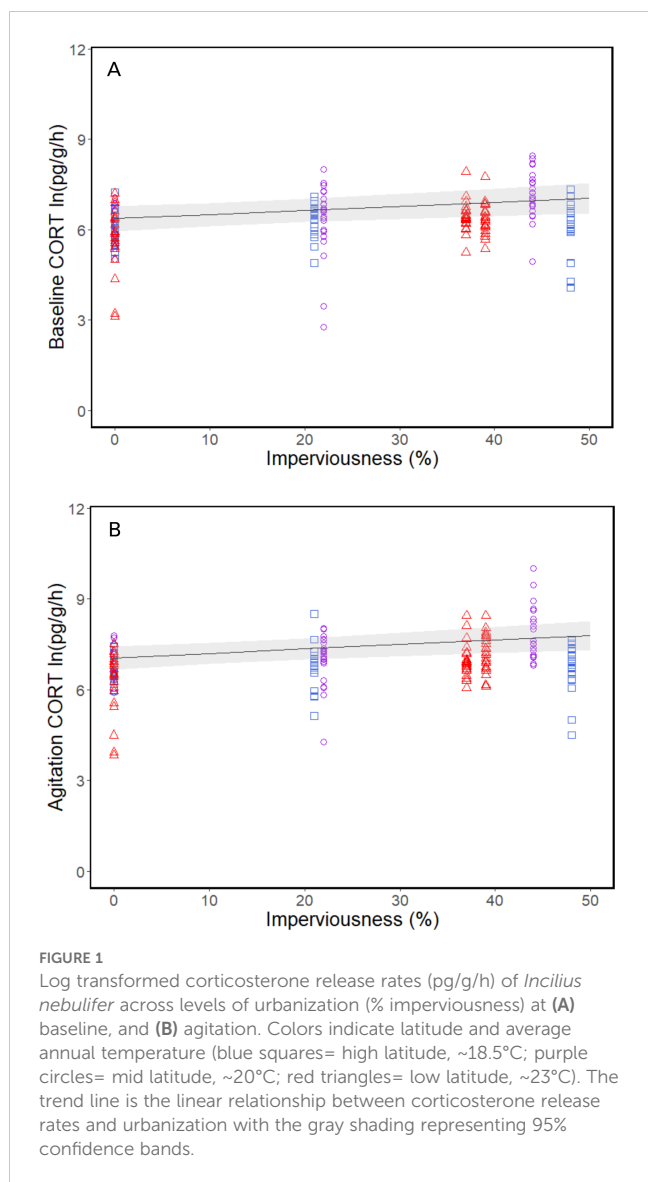 A
12
9
6
3
0
Baseline CORT ln(pg/g/h)
0 10 20 30 40 50
Imperviousness (%)
B
12
9
6
3
0
Agitation CORT ln(pg/g/h)
0 10 20 30 40 50
Imperviousness (%)
FIGURE 1
Log transformed corticosterone release rates (pg/g/h) of Incilius
nebulifer across levels of urbanization (% imperviousness) at (A)
baseline, and (B) agitation. Colors indicate latitude and average
annual temperature (blue squares= high latitude, ~18.5°C; purple
circles= mid latitude, ~20°C; red triangles= low latitude, ~23°C). The
trend line is the linear relationship between corticosterone release
rates and urbanization with the gray shading representing 95%
confidence bands.